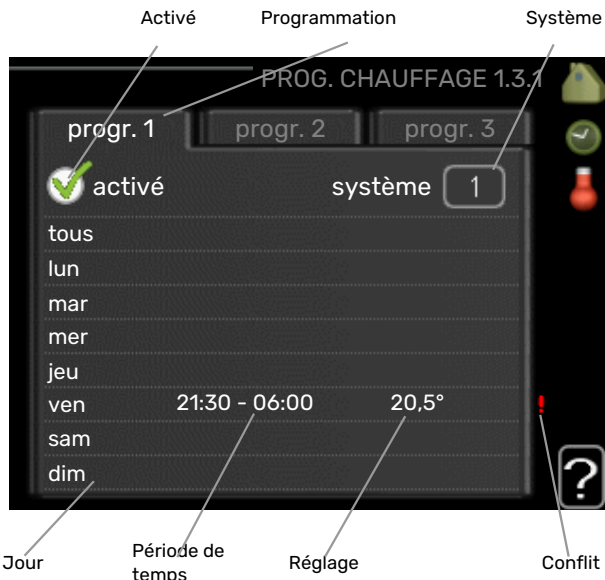 Activé Programmation Système
PROG. CHAUFFAGE 1.3.1
progr. 1 progr. 2 progr. 3
activé système 1
tous
lun
mar
mer
jeu
ven 21:30 - 06:00 20,5° !
sam
dim
?
Jour Période de temps Réglage Conflit